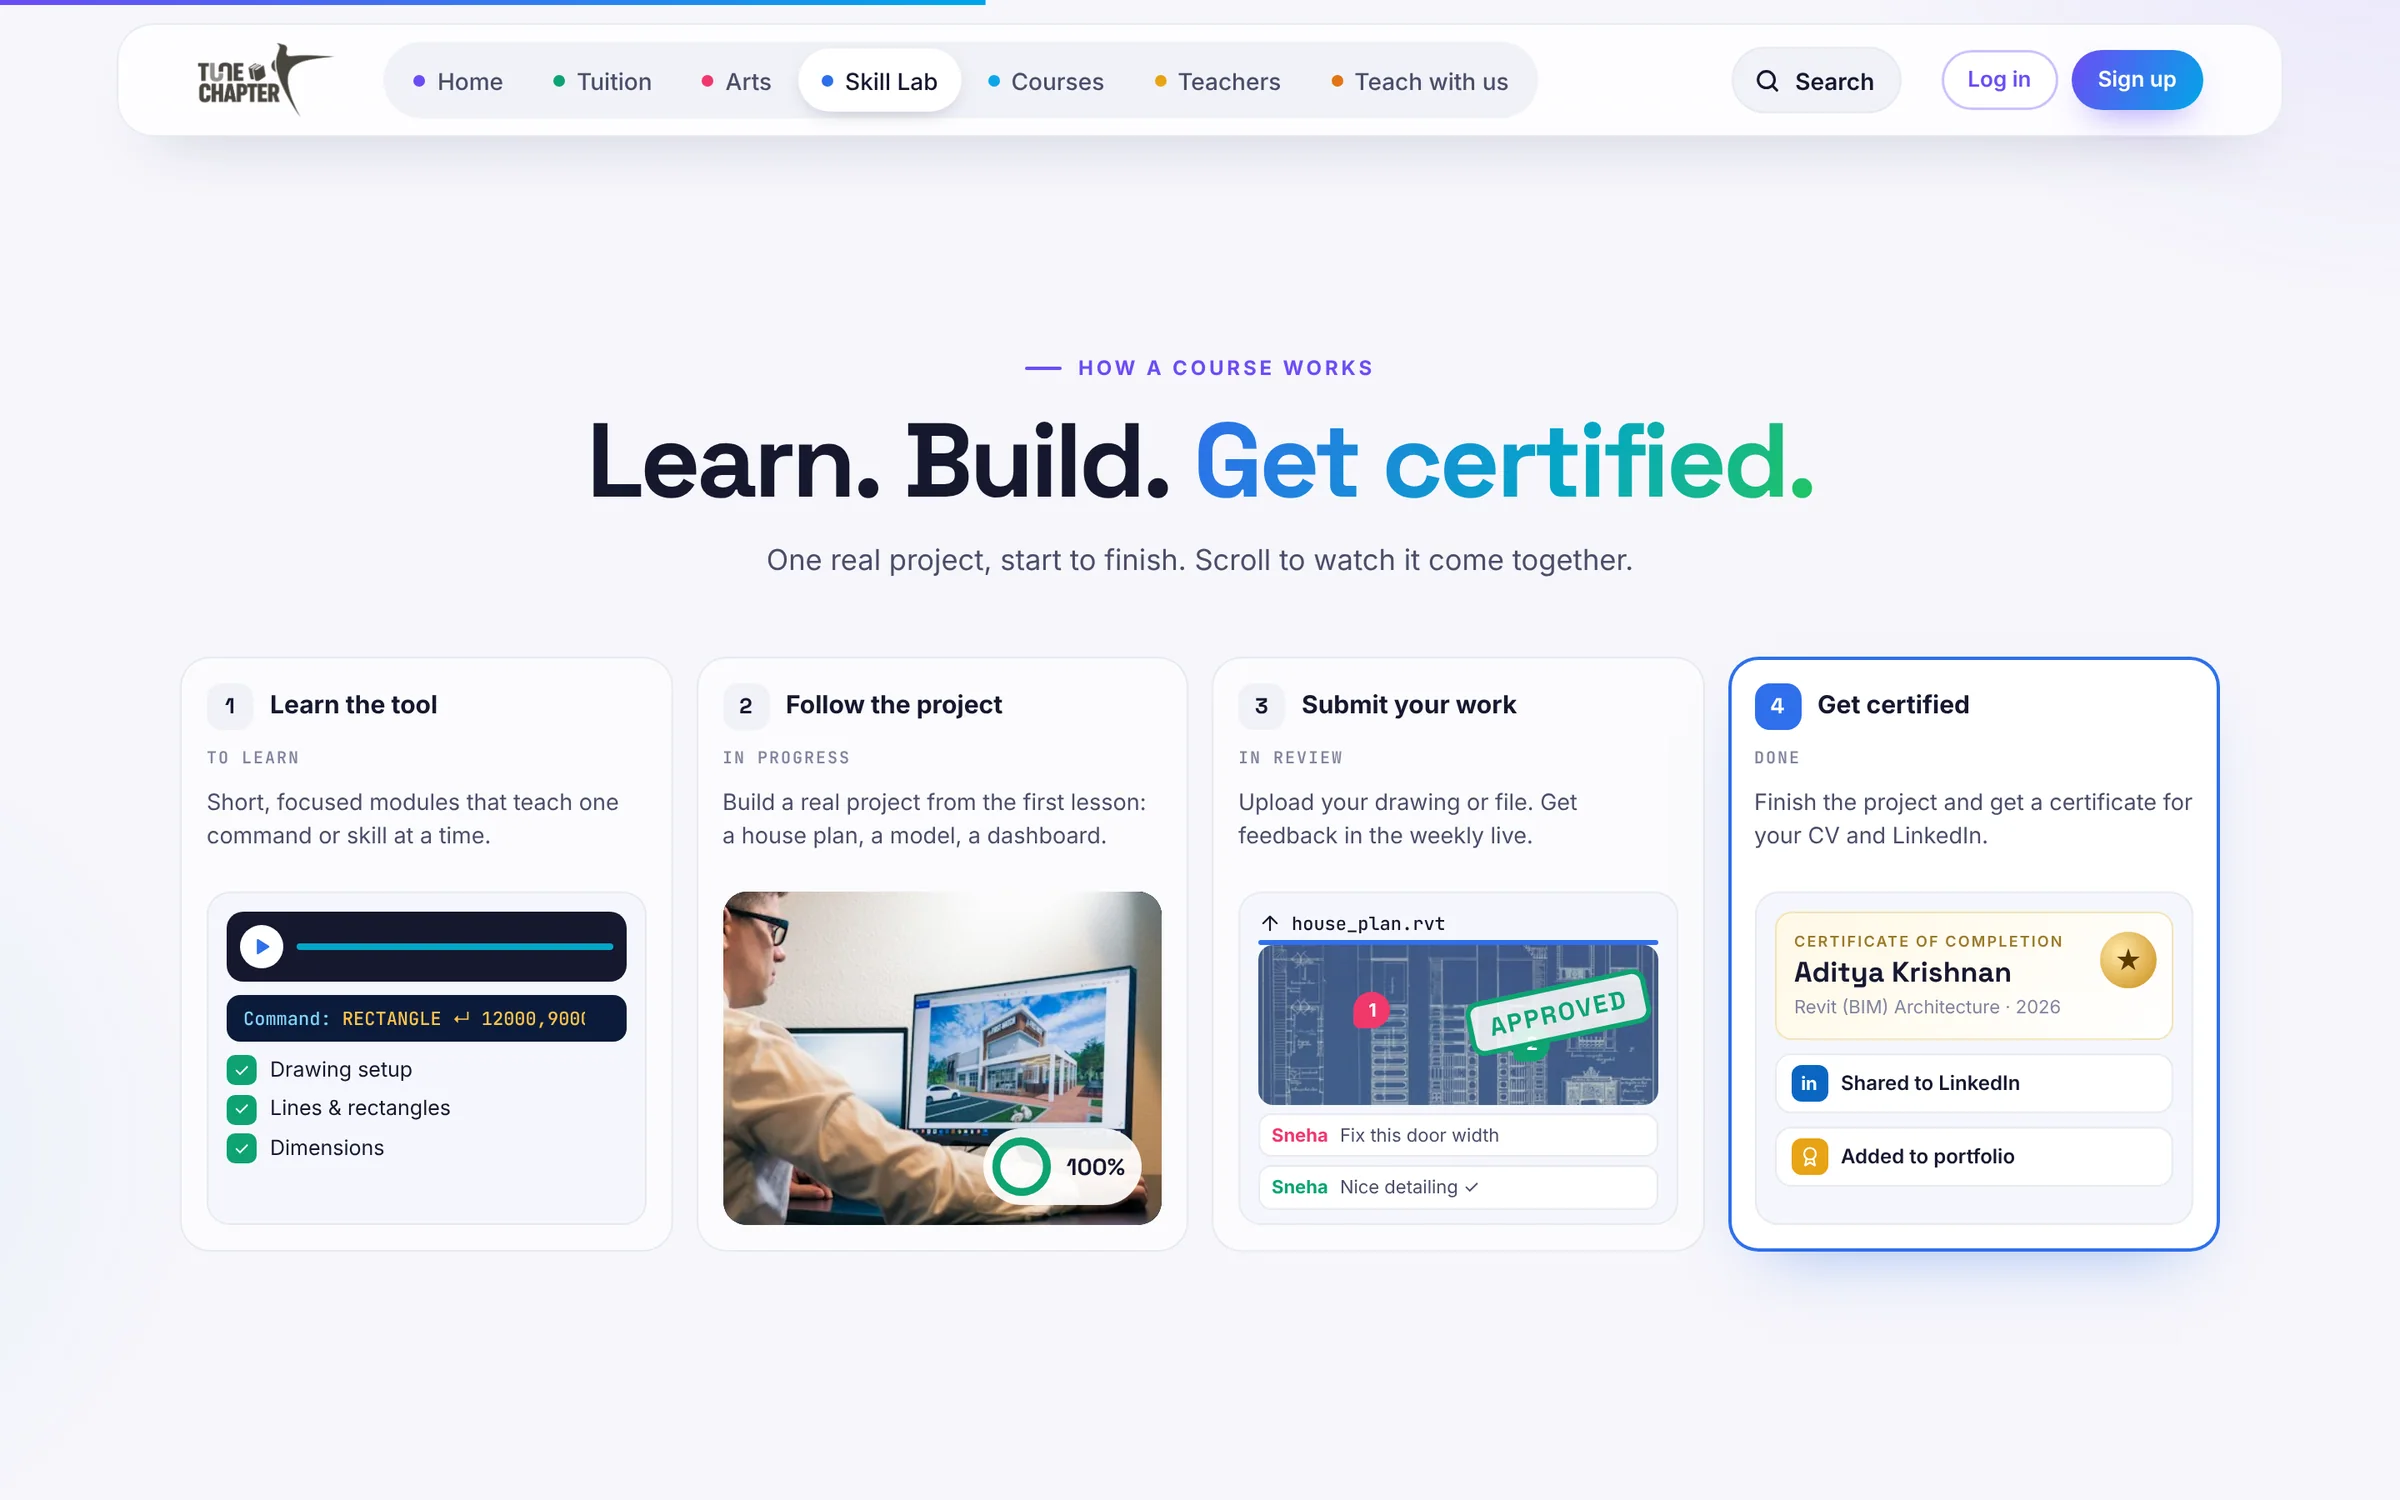 TUNE
CHAPTER
Home
Tuition
Arts
Skill Lab
Courses
Teachers
Teach with us
Search
Log in
Sign up
HOW A COURSE WORKS
Learn. Build. Get certified.
One real project, start to finish. Scroll to watch it come together.
1 Learn the tool
TO LEARN
Short, focused modules that teach one
command or skill at a time.
Command: RECTANGLE ↵ 12000,900
Drawing setup
Lines & rectangles
Dimensions
2 Follow the project
IN PROGRESS
Build a real project from the first lesson:
a house plan, a model, a dashboard.
100%
3 Submit your work
IN REVIEW
Upload your drawing or file. Get
feedback in the weekly live.
↑ house_plan.rvt
1
APPROVED
Sneha Fix this door width
Sneha Nice detailing ✓
4 Get certified
DONE
Finish the project and get a certificate for
your CV and LinkedIn.
CERTIFICATE OF COMPLETION
Aditya Krishnan
Revit (BIM) Architecture · 2026
in Shared to LinkedIn
Added to portfolio